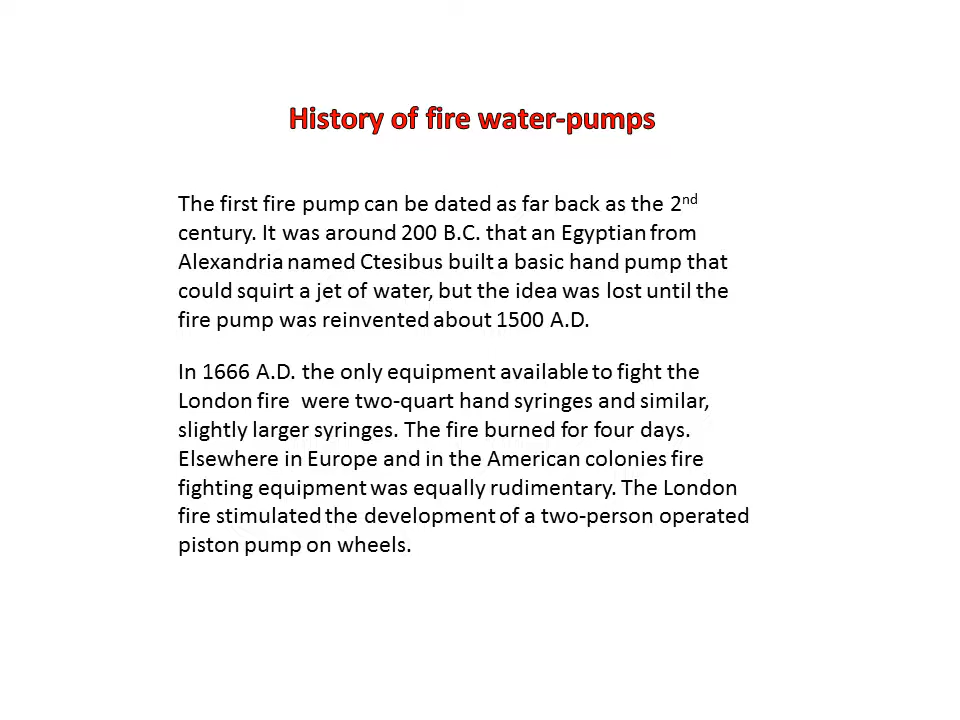 History of fire water-pumps
The first fire pump can be dated as far back as the 2nd
century. It was around 200 B.C. that an Egyptian from
Alexandria named Ctesibus built a basic hand pump that
could squirt a jet of water, but the idea was lost until the
fire pump was reinvented about 1500 A.D.
In 1666 A.D. the only equipment available to fight the
London fire  were two-quart hand syringes and similar,
slightly larger syringes. The fire burned for four days.
Elsewhere in Europe and in the American colonies fire
fighting equipment was equally rudimentary. The London
fire stimulated the development of a two-person operated
piston pump on wheels.